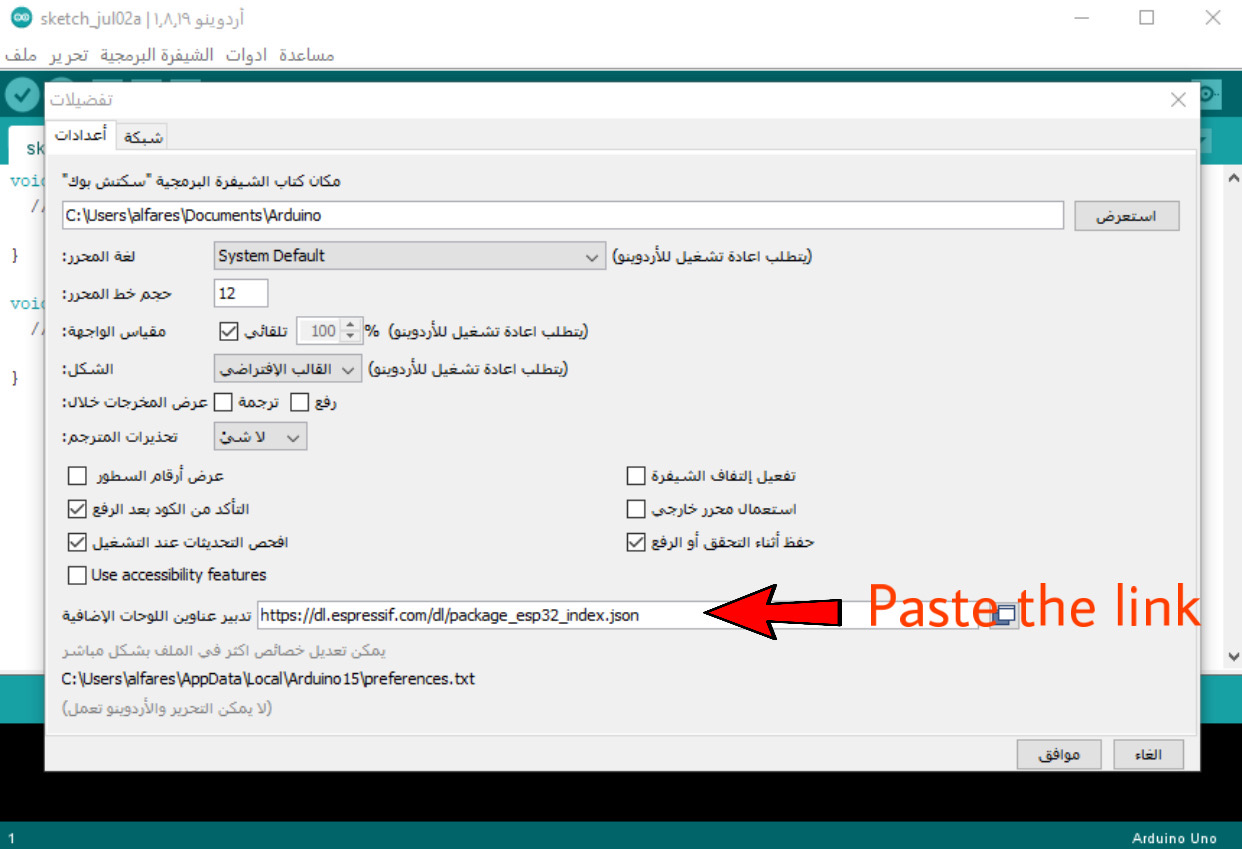 sketch_jul02a | أردوينو ١,٨,١٩
ملف تحرير الشيفرة البرمجية ادوات مساعدة
تفضيلات
أعدادات شبكة
sk
مكان كتاب الشيفرة البرمجية "سكتش بوك"
C:\Users\alfares\Documents\Arduino استعرض
لغة المحرر: System Default (يتطلب اعادة تشغيل للأردوينو)
حجم خط المحرر: 12
مقياس الواجهة: تلقائي 100 % (يتطلب اعادة تشغيل للأردوينو)
الشكل: القالب الإفتراضي (يتطلب اعادة تشغيل للأردوينو)
عرض المخرجات خلال: ترجمة رفع
تحذيرات المترجم: لا شئ
عرض أرقام السطور تفعيل إلتفاف الشيفرة
التأكد من الكود بعد الرفع استعمال محرر خارجي
افحص التحديثات عند التشغيل حفظ أثناء التحقق أو الرفع
Use accessibility features
تدبير عناوين اللوحات الإضافية https://dl.espressif.com/dl/package_esp32_index.json Paste the link
يمكن تعديل خصائص اكثر في الملف بشكل مباشر
C:\Users\alfares\AppData\Local\Arduino15\preferences.txt
(لا يمكن التحرير والأردوينو تعمل)
موافق الغاء
void
//
}
void
//
}
1 Arduino Uno